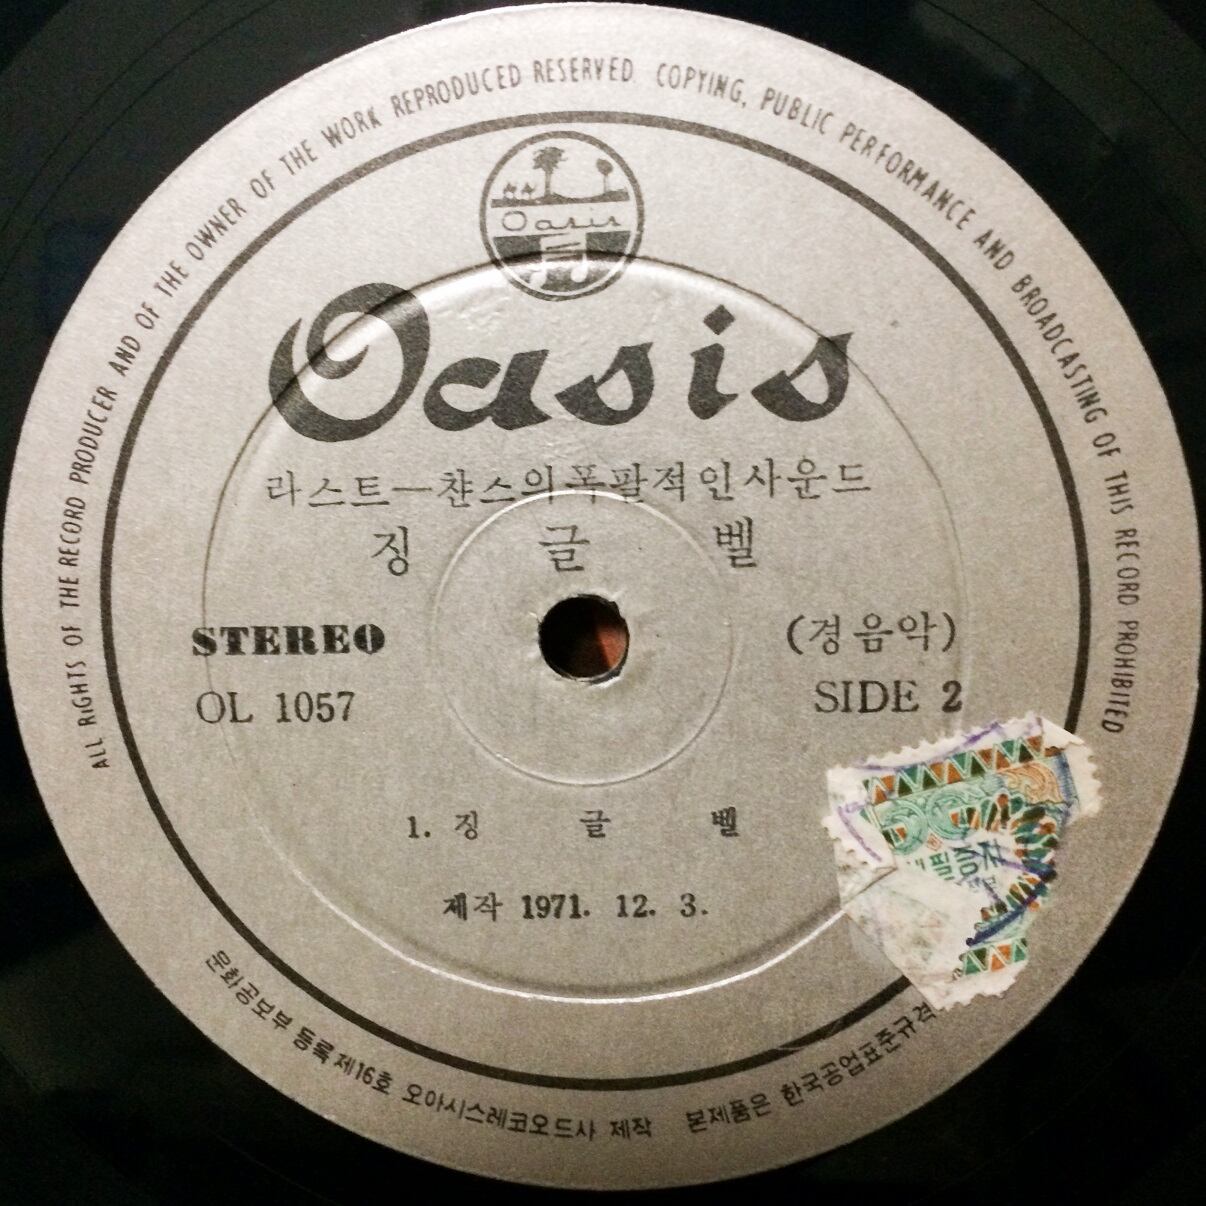 ALL RIGHTS OF THE RECORD PRODUCER AND OF THE OWNER OF THE WORK REPRODUCED RESERVED. COPYING, PUBLIC PERFORMANCE AND BROADCASTING OF THIS RECORD PROHIBITED
Oasis
Oasis
라스트—챤스의폭팔적인사운드
징 글 벨
STEREO (경음악)
OL 1057 SIDE 2
1. 징 글 벨
제작 1971. 12. 3.
문화공보부 등록 제16호 오아시스레코오드사 제작 본제품은 한국공업표준규격